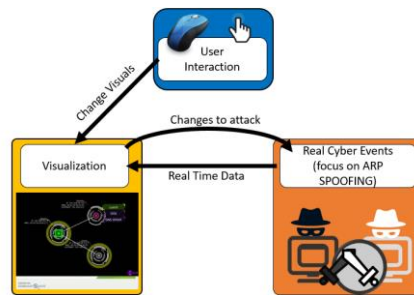 User
Interaction
Change Visuals
Changes to attack
Visualization
Real Cyber Events
(focus on ARP
SPOOFING)
Real Time Data